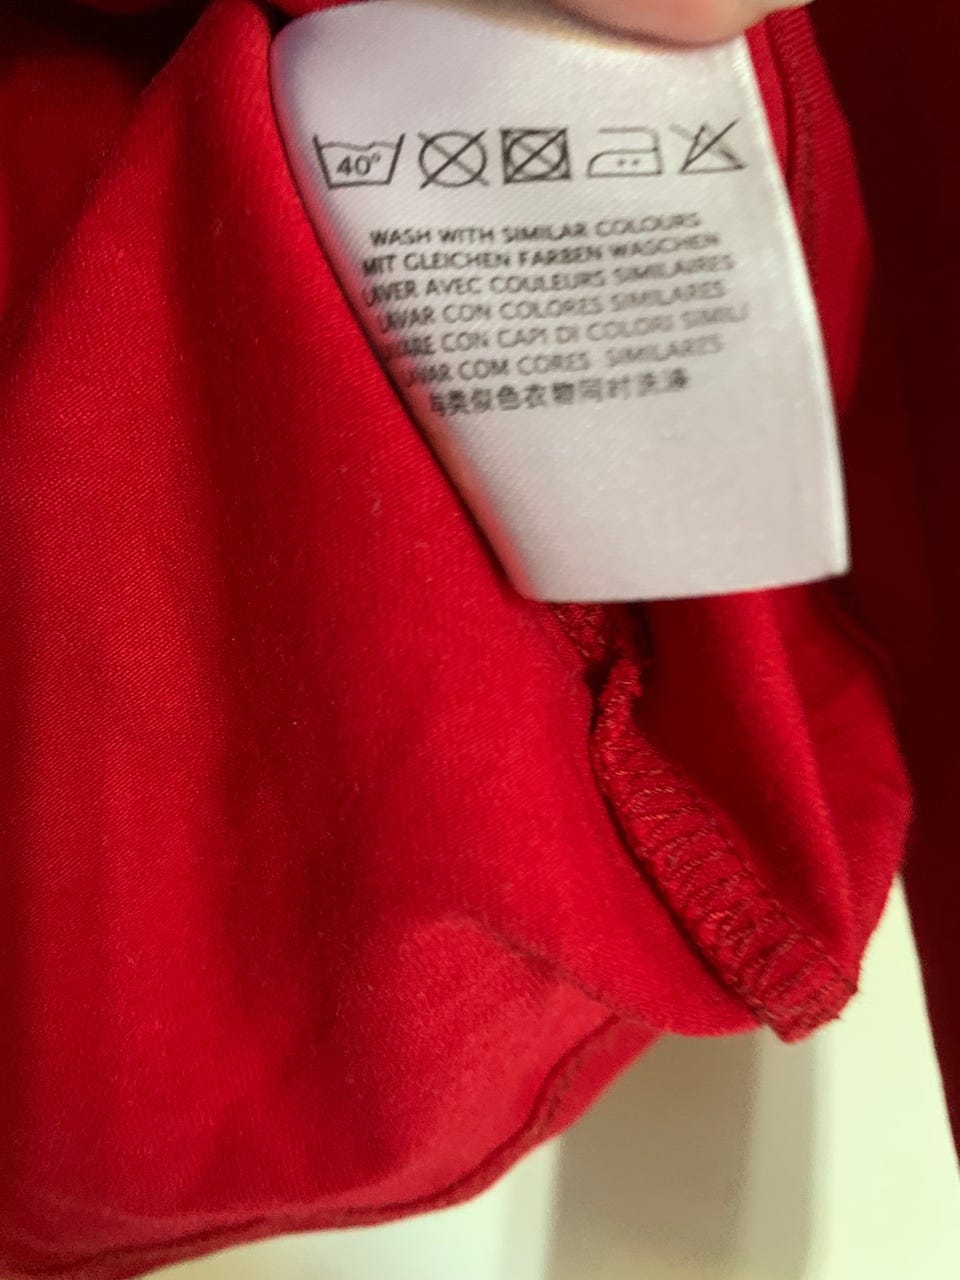 40°
WASH WITH SIMILAR COLOURS
MIT GLEICHEN FARBEN WASCHEN
LAVER AVEC COULEURS SIMILAIRES
LAVAR CON COLORES SIMILARES
CON CAPI DI COLORI SIMILI
COM CORES SIMILARES
类似色衣物同时洗涤